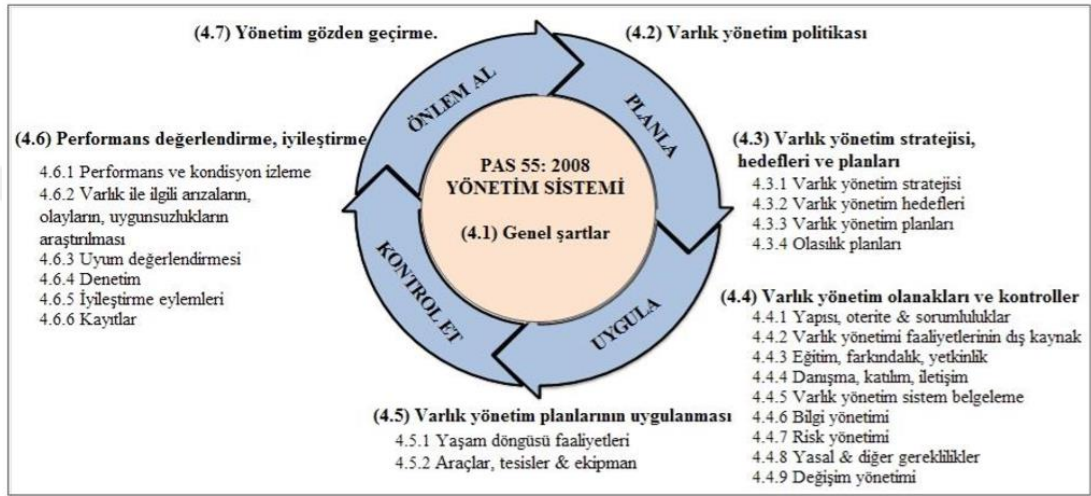 (4.7) Yönetim gözden geçirme.
(4.2) Varlık yönetim politikası
ÖNLEM AL
PLANLA
UYGULA
KONTROL ET
PAS 55: 2008
YÖNETİM SİSTEMİ
(4.1) Genel şartlar
(4.3) Varlık yönetim stratejisi,
hedefleri ve planları
4.3.1 Varlık yönetim stratejisi
4.3.2 Varlık yönetim hedefleri
4.3.3 Varlık yönetim planları
4.3.4 Olasılık planları
(4.4) Varlık yönetim olanakları ve kontroller
4.4.1 Yapısı, oterite & sorumluluklar
4.4.2 Varlık yönetimi faaliyetlerinin dış kaynak
4.4.3 Eğitim, farkındalık, yetkinlik
4.4.4 Danışma, katılım, iletişim
4.4.5 Varlık yönetim sistem belgeleme
4.4.6 Bilgi yönetimi
4.4.7 Risk yönetimi
4.4.8 Yasal & diğer gereklilikler
4.4.9 Değişim yönetimi
(4.5) Varlık yönetim planlarının uygulanması
4.5.1 Yaşam döngüsü faaliyetleri
4.5.2 Araçlar, tesisler & ekipman
(4.6) Performans değerlendirme, iyileştirme
4.6.1 Performans ve kondisyon izleme
4.6.2 Varlık ile ilgili arızaların,
olayların, uygunsuzlukların
araştırılması
4.6.3 Uyum değerlendirmesi
4.6.4 Denetim
4.6.5 İyileştirme eylemleri
4.6.6 Kayıtlar